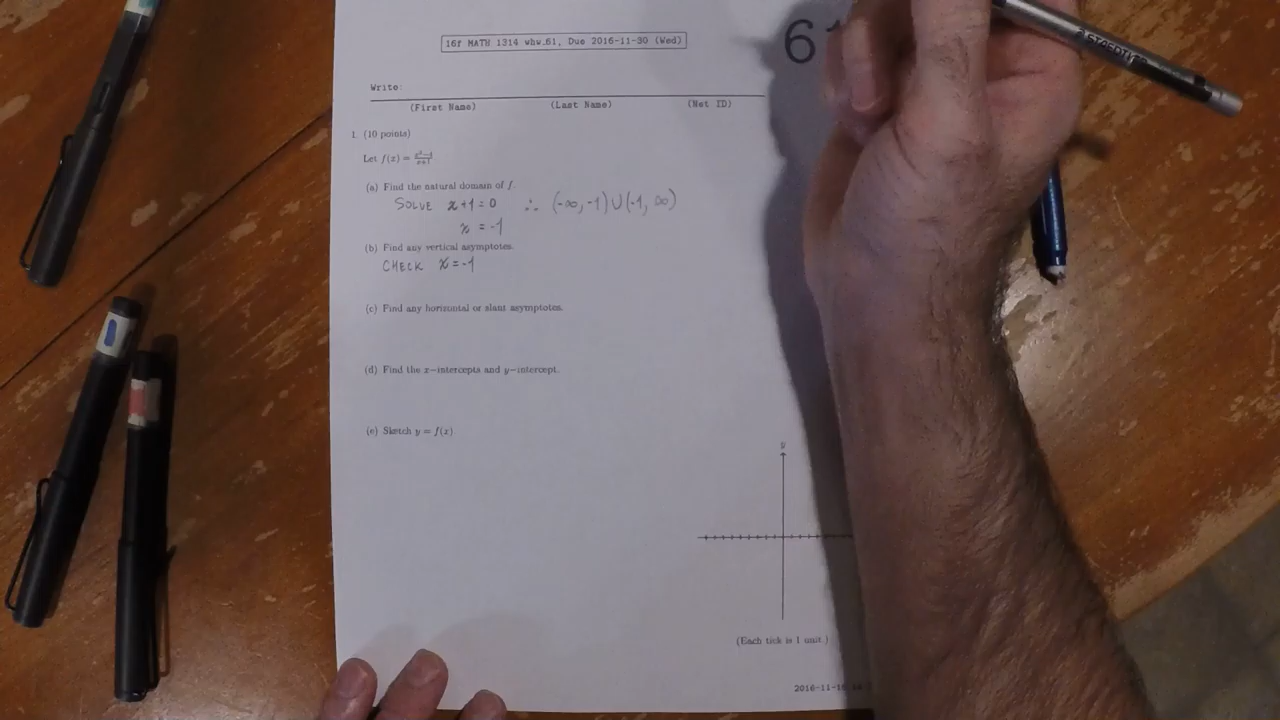 16f MATH 1314 whw_61, Due 2016-11-30 (Wed)
61
Write:
(First Name) (Last Name) (Net ID)
1. (10 points)
Let f(x) =
(a) Find the natural domain of f.
SOLVE x+1=0 ∴ (-∞,-1)∪(-1, ∞)
x = -1
(b) Find any vertical asymptotes.
CHECK x=-1
(c) Find any horizontal or slant asymptotes.
(d) Find the x-intercepts and y-intercept.
(e) Sketch y = f(x)
y
(Each tick is 1 unit.)
STAEDTLER